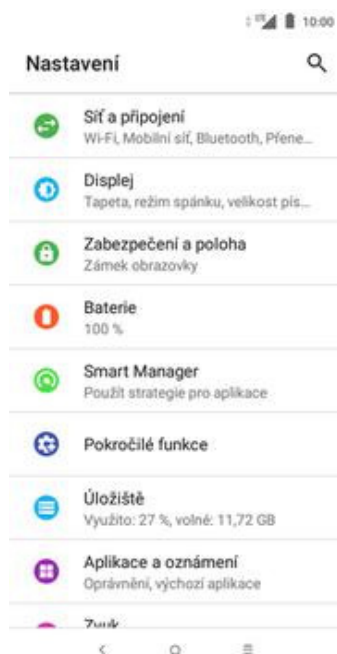 10:00
Nastavení
Síť a připojení
Wi-Fi, Mobilní síť, Bluetooth, Přene...
Displej
Tapeta, režim spánku, velikost pís...
Zabezpečení a poloha
Zámek obrazovky
Baterie
100 %
Smart Manager
Použít strategie pro aplikace
Pokročilé funkce
Úložiště
Využito: 27 %, volné: 11,72 GB
Aplikace a oznámení
Oprávnění, výchozí aplikace
Zvuk